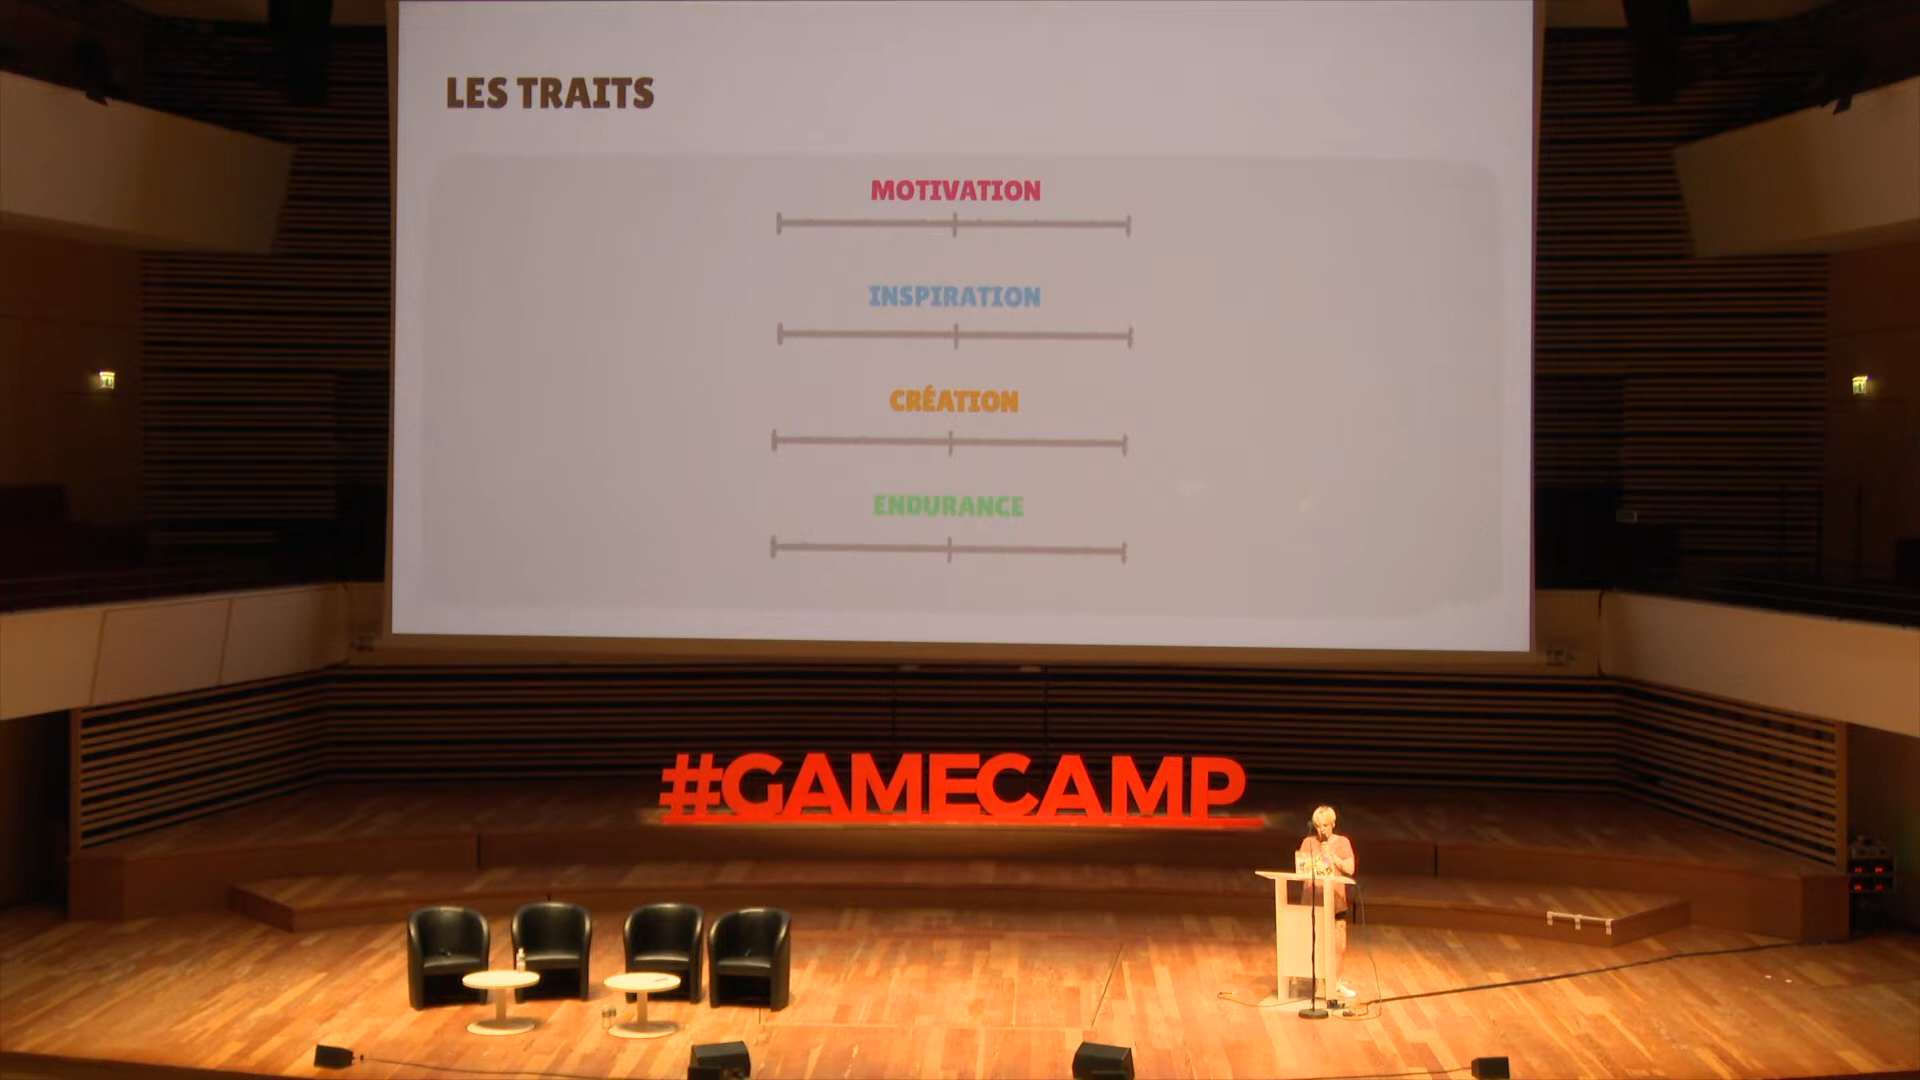 LES TRAITS
MOTIVATION
INSPIRATION
CRÉATION
ENDURANCE
#GAMECAMP